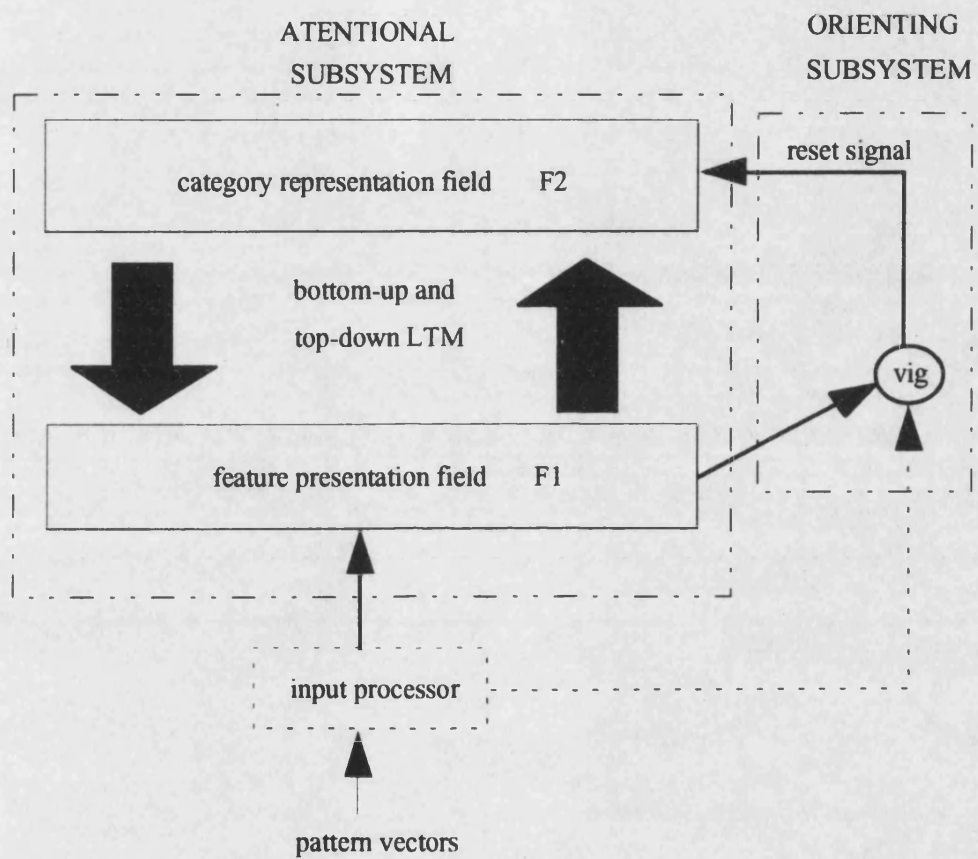 ATENTIONAL
SUBSYSTEM
ORIENTING
SUBSYSTEM
reset signal
category representation field F2
bottom-up and
top-down LTM
vig
feature presentation field F1
input processor
pattern vectors